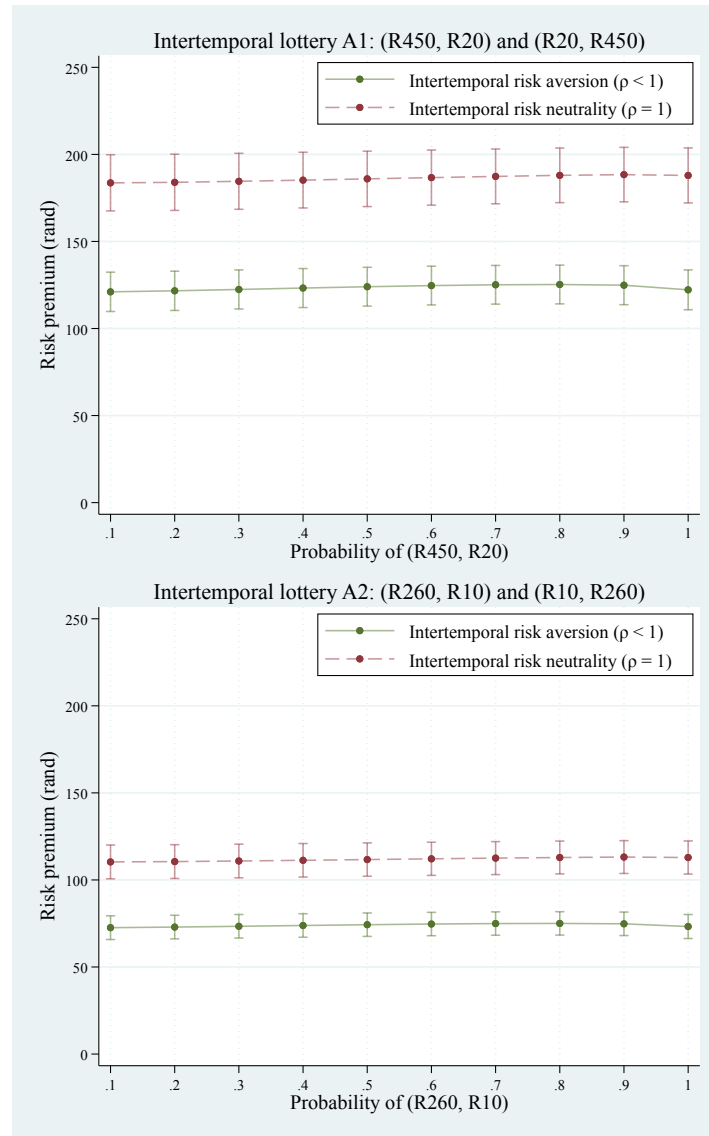 Intertemporal lottery A1: (R450, R20) and (R20, R450)
250
200
150
100
50
0
Risk premium (rand)
Intertemporal risk aversion (ρ < 1)
Intertemporal risk neutrality (ρ = 1)
.1 .2 .3 .4 .5 .6 .7 .8 .9 1
Probability of (R450, R20)
Intertemporal lottery A2: (R260, R10) and (R10, R260)
250
200
150
100
50
0
Risk premium (rand)
Intertemporal risk aversion (ρ < 1)
Intertemporal risk neutrality (ρ = 1)
.1 .2 .3 .4 .5 .6 .7 .8 .9 1
Probability of (R260, R10)